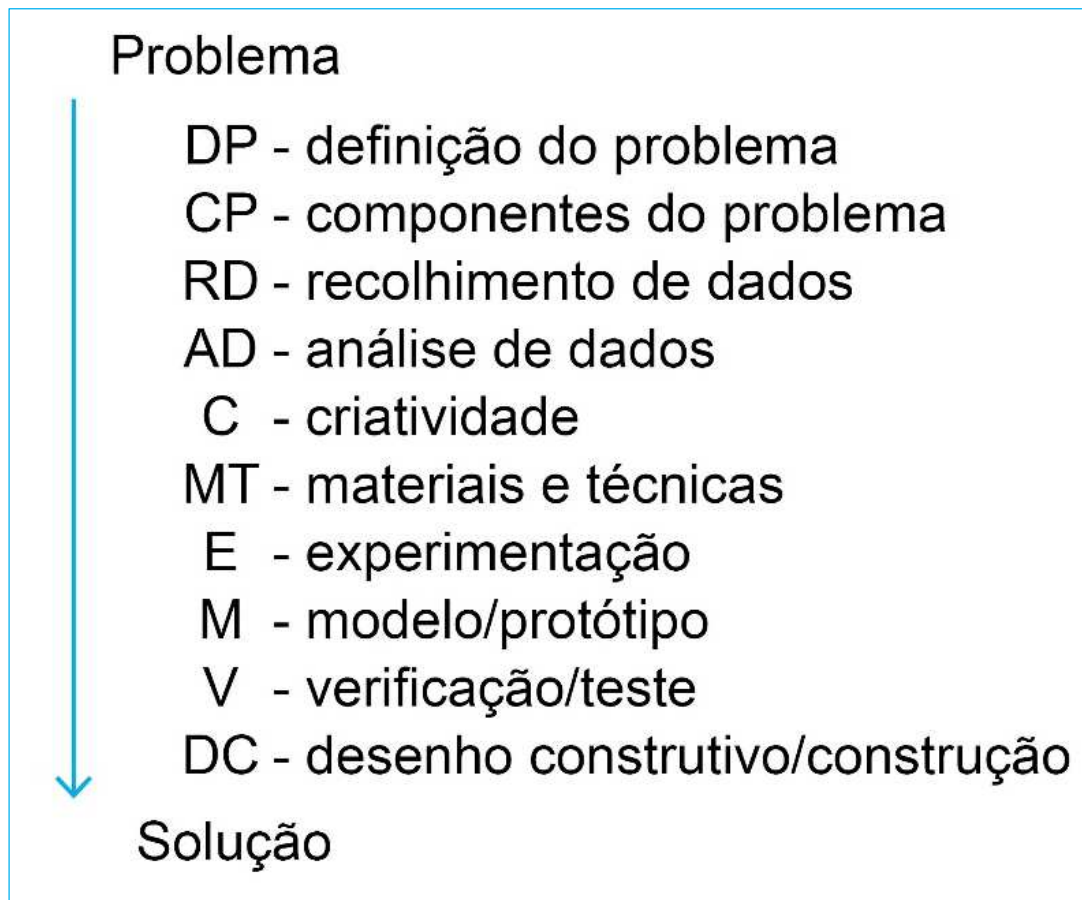 Problema
DP - definição do problema
CP - componentes do problema
RD - recolhimento de dados
AD - análise de dados
C - criatividade
MT - materiais e técnicas
E - experimentação
M - modelo/protótipo
V - verificação/teste
DC - desenho construtivo/construção
Solução